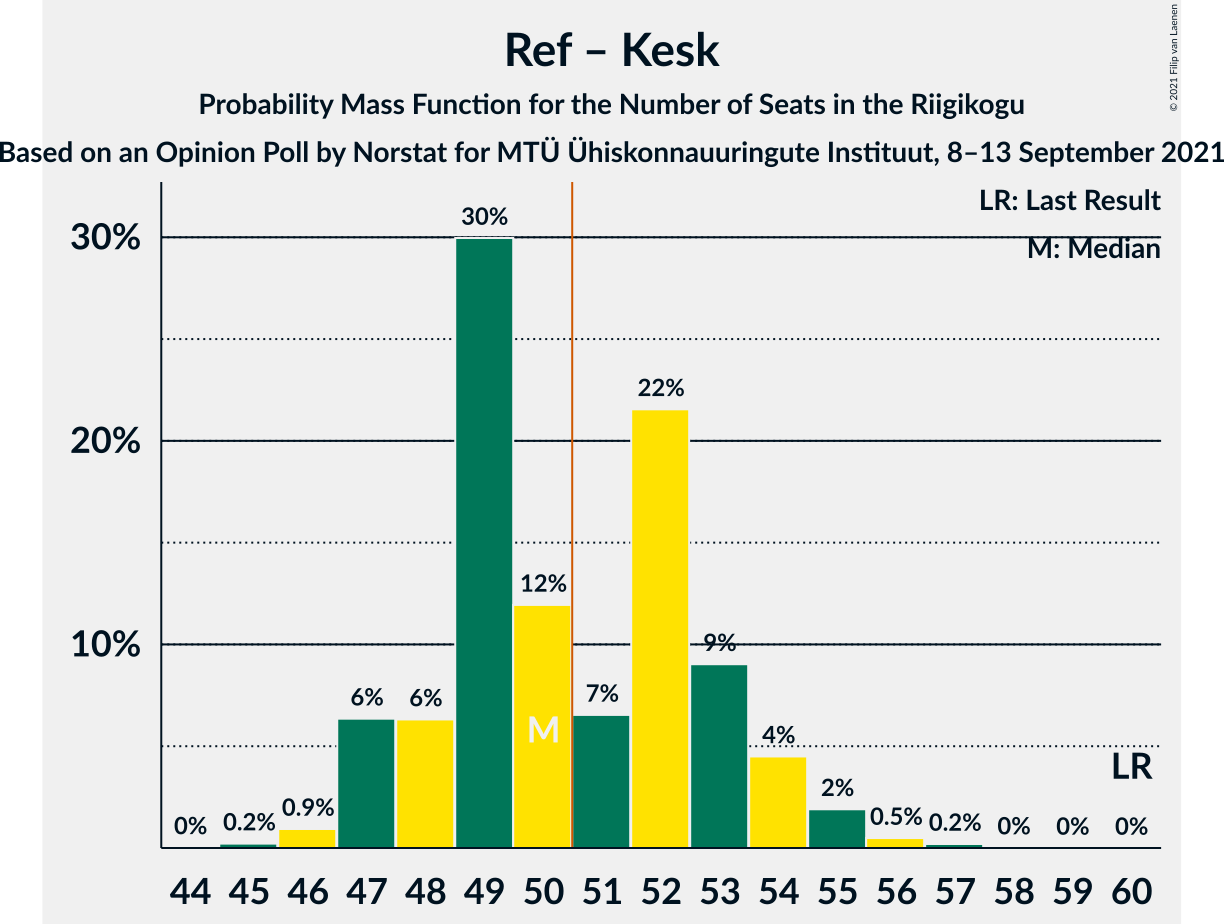 Ref – Kesk
Probability Mass Function for the Number of Seats in the Riigikogu
Based on an Opinion Poll by Norstat for MTÜ Ühiskonnauuringute Instituut, 8–13 September 2021
© 2021 Filip van Laenen
LR: Last Result
M: Median
30%
20%
10%
0%
0.2%
0.9%
6%
6%
30%
12%
7%
22%
9%
4%
2%
0.5%
0.2%
0%
0%
0%
M
LR
44 45 46 47 48 49 50 51 52 53 54 55 56 57 58 59 60